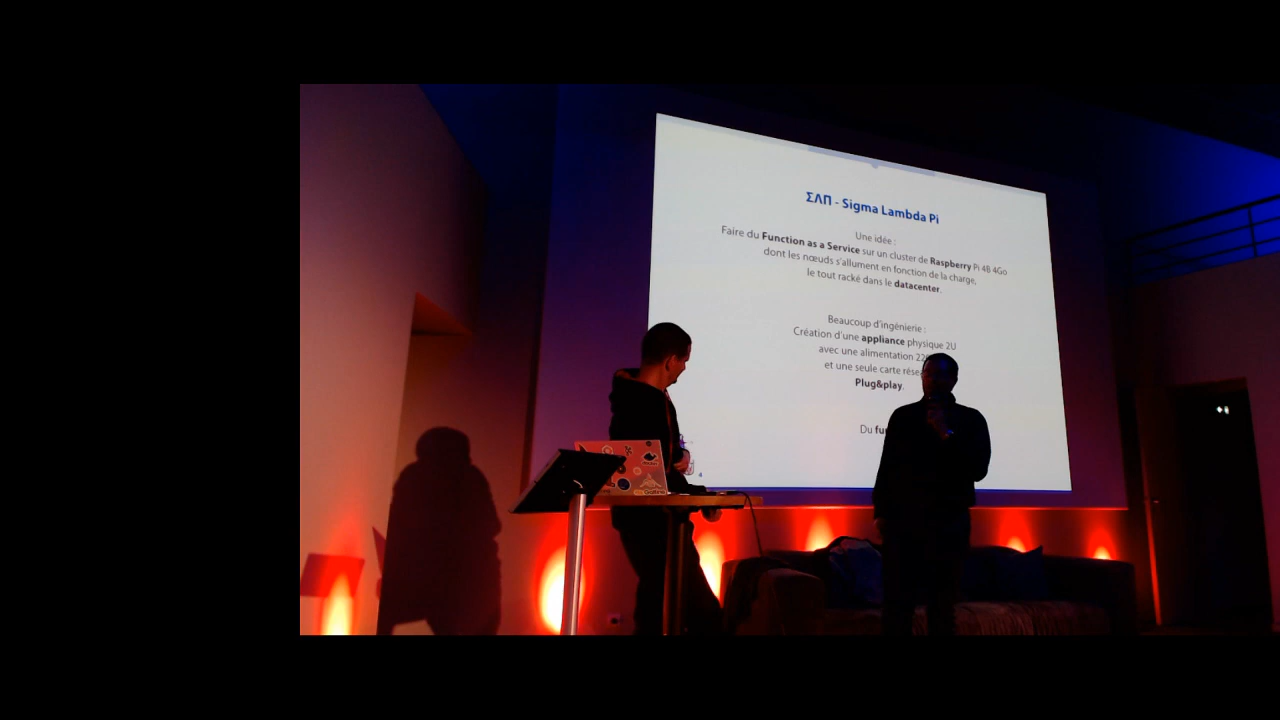 ΣΛΠ - Sigma Lambda Pi
Une idée :
Faire du Function as a Service sur un cluster de Raspberry Pi 4B 4Go
dont les nœuds s'allument en fonction de la charge,
le tout racké dans le datacenter.
Beaucoup d'ingénierie :
Création d'une appliance physique 2U
avec une alimentation
et une seule carte
Plug&play.
Du
4